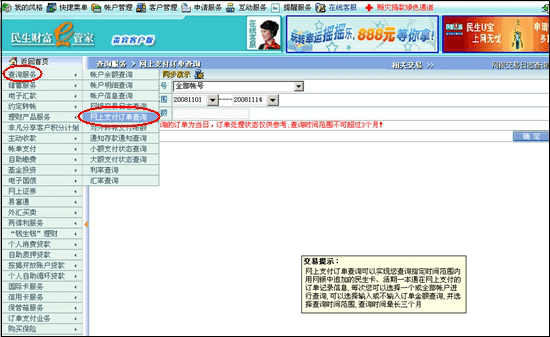 我的风格 快捷菜单 帐户管理 客户管理 申请服务 互动服务 提醒服务 在线客服 赈灾捐款绿色通道
民生财富e管家 贵宾客户版
在线客服
玩转幸运摇摇乐, 888元等你拿!
民生U宝
上网无忧
返回首页
查询服务 > 网上支付订单查询 相关交易 >>
同步演示
查询服务
储蓄服务
电子汇款
约定转帐
理财产品服务
非凡分享客户积分计划
主动收款
帐单支付
自助缴费
基金投资
电子国债
网上证券
易富通
外汇买卖
两得利服务
“钱生钱”理财
个人消费贷款
自助质押贷款
按揭开放账户贷款
个人自助循环贷款
国际卡服务
信用卡服务
保管箱服务
订单支付业务
购买保险
帐户余额查询
帐户明细查询
帐户信息查询
网银交易日志查询
网上支付订单查询
对外转帐支付限额
通知存款通知查询
小额支付状态查询
大额支付状态查询
利率查询
汇率查询
号 全部帐号
围 20081101 ---20081114
额
询的订单为当日，订单处理状态仅供参考;查询时间范围不可超过3个月!
确 定
交易提示:
网上支付订单查询可以实现您查询指定时间范围内
用网银中追加的民生卡、活期一本通在网上支付的
订单记录信息,每次您可以选择一个或全部帐户进
行查询,可以选择输入或不输入订单金额查询,并选
择查询时间范围,查询时间最长三个月